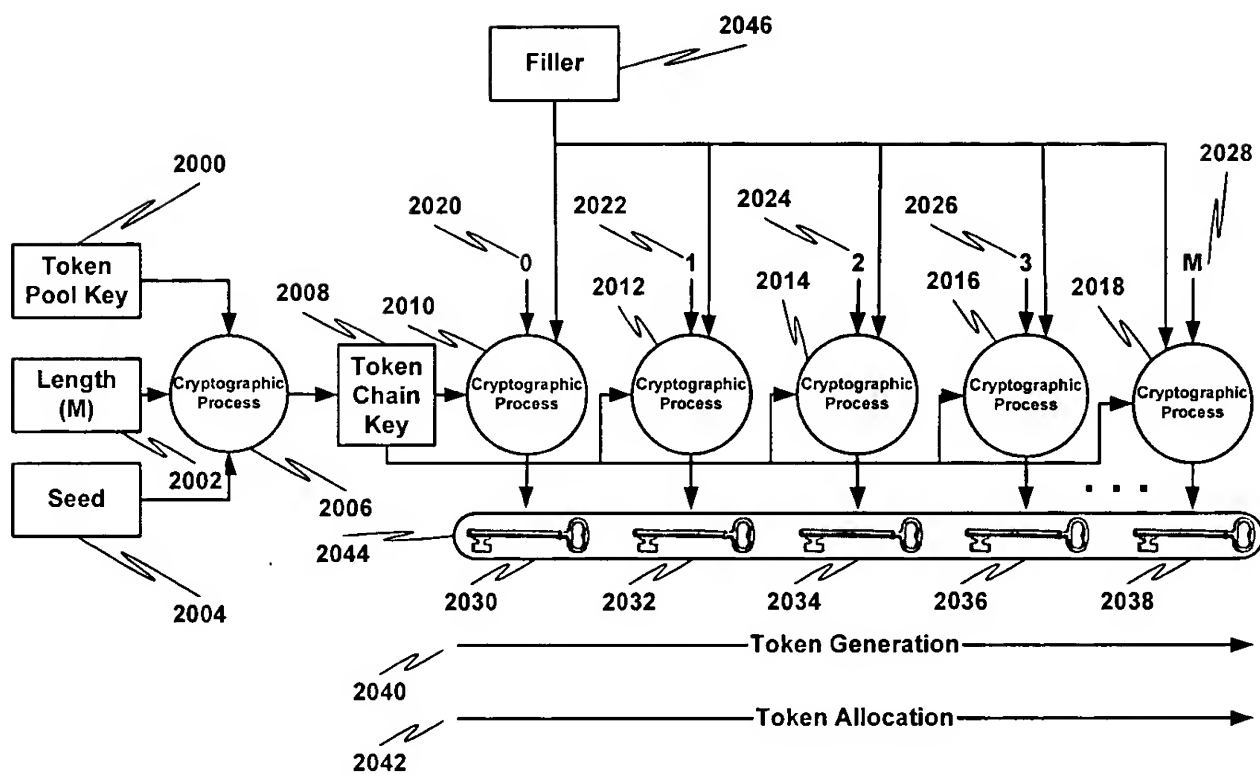 2046
Filler
2000
2028
2020
2022
2024
2026
Token
Pool Key
0
1
2
3
M
2008
2010
2012
2014
2016
2018
Length
(M)
Cryptographic
Process
Token
Chain
Key
Cryptographic
Process
Cryptographic
Process
Cryptographic
Process
Cryptographic
Process
Cryptographic
Process
2002
Seed
2006
. . .
2044
2004
2030
2032
2034
2036
2038
Token Generation
2040
Token Allocation
2042